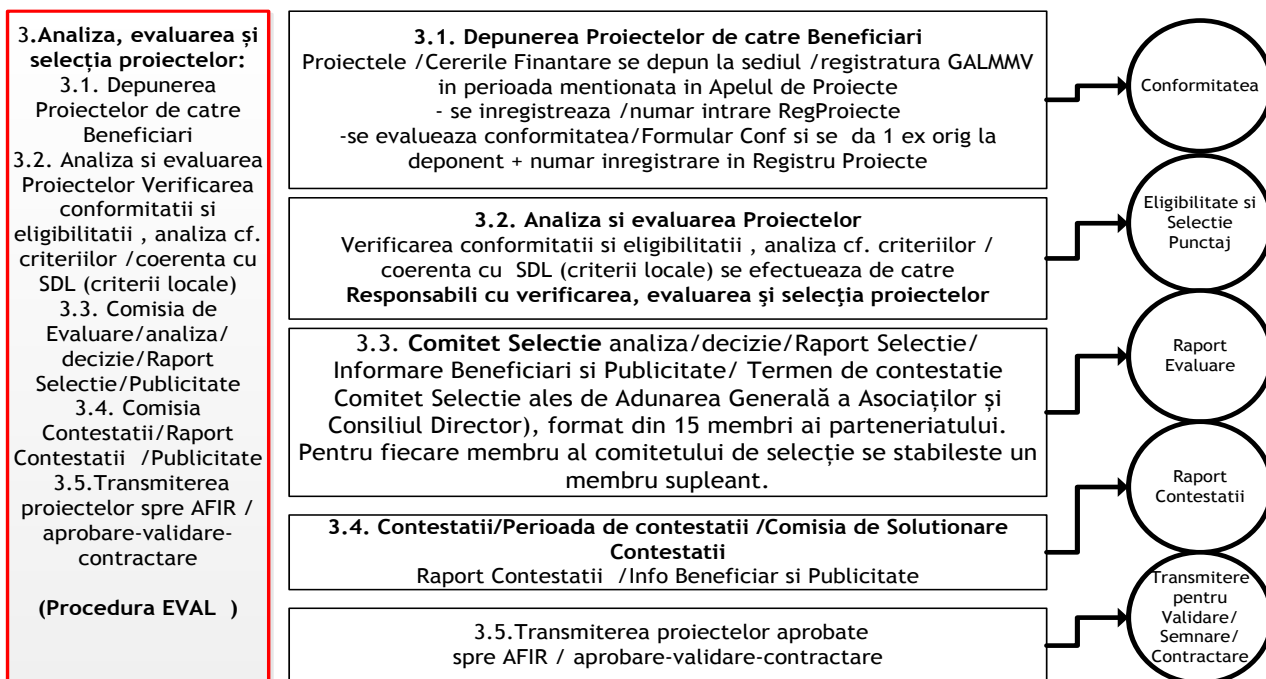 3.Analiza, evaluarea și
selecția proiectelor:
3.1. Depunerea
Proiectelor de catre
Beneficiari
3.2. Analiza si evaluarea
Proiectelor Verificarea
conformitatii si
eligibilitatii , analiza cf.
criteriilor /coerenta cu
SDL (criterii locale)
3.3. Comisia de
Evaluare/analiza/
decizie/Raport
Selectie/Publicitate
3.4. Comisia
Contestatii/Raport
Contestatii /Publicitate
3.5.Transmiterea
proiectelor spre AFIR /
aprobare-validare-
contractare
(Procedura EVAL )
3.1. Depunerea Proiectelor de catre Beneficiari
Proiectele /Cererile Finantare se depun la sediul /registratura GALMMV
in perioada mentionata in Apelul de Proiecte
- se inregistreaza /numar intrare RegProiecte
-se evalueaza conformitatea/Formular Conf si se da 1 ex orig la
deponent + numar inregistrare in Registru Proiecte
Conformitatea
3.2. Analiza si evaluarea Proiectelor
Verificarea conformitatii si eligibilitatii , analiza cf. criteriilor /
coerenta cu SDL (criterii locale) se efectueaza de catre
Responsabili cu verificarea, evaluarea şi selecţia proiectelor
Eligibilitate si
Selectie
Punctaj
3.3. Comitet Selectie analiza/decizie/Raport Selectie/
Informare Beneficiari si Publicitate/ Termen de contestatie
Comitet Selectie ales de Adunarea Generală a Asociaților și
Consiliul Director), format din 15 membri ai parteneriatului.
Pentru fiecare membru al comitetului de selecție se stabileste un
membru supleant.
Raport
Evaluare
3.4. Contestatii/Perioada de contestatii /Comisia de Solutionare
Contestatii
Raport Contestatii /Info Beneficiar si Publicitate
Raport
Contestatii
3.5.Transmiterea proiectelor aprobate
spre AFIR / aprobare-validare-contractare
Transmitere
pentru
Validare/
Semnare/
Contractare